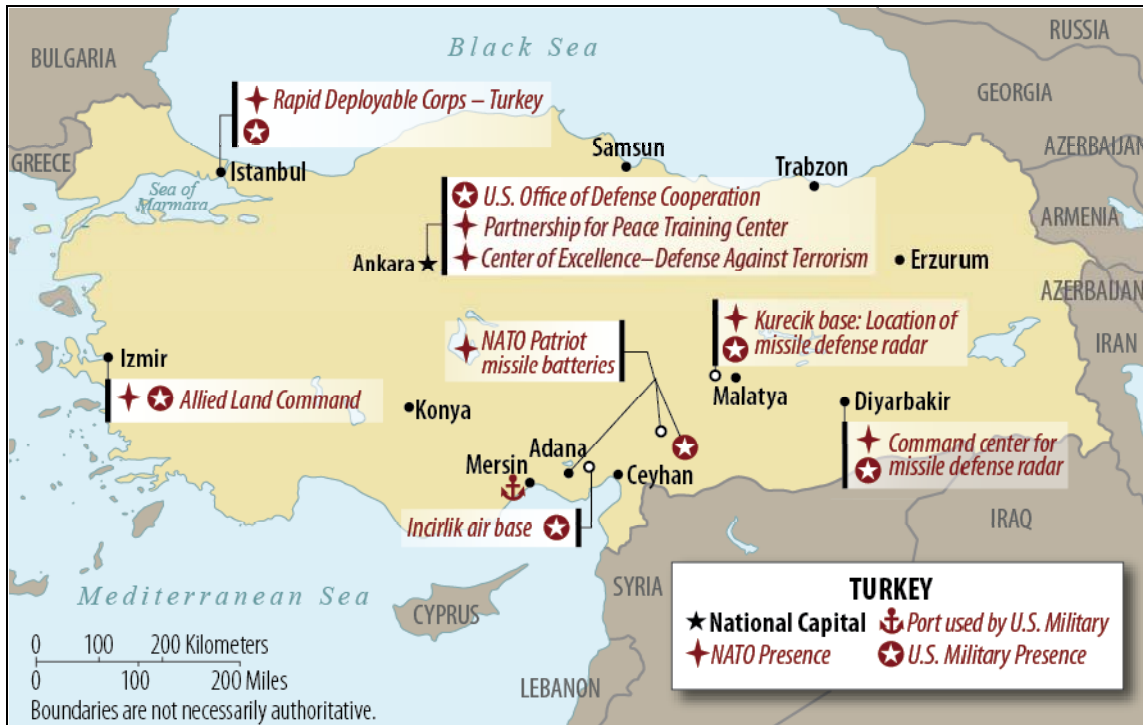 Black Sea
RUSSIA
BULGARIA
GEORGIA
Rapid Deployable Corps – Turkey
AZERBAIJAN
Samsun
Trabzon
GREECE
Istanbul
Sea of
Marmara
U.S. Office of Defense Cooperation
Partnership for Peace Training Center
Center of Excellence–Defense Against Terrorism
ARMENIA
Ankara
Erzurum
AZERBAIJAN
Kurecik base: Location of
missile defense radar
NATO Patriot
missile batteries
IRAN
Izmir
Malatya
Allied Land Command
Konya
Diyarbakir
Adana
Command center for
missile defense radar
Mersin
Ceyhan
Incirlik air base
IRAQ
SYRIA
Mediterranean Sea
CYPRUS
TURKEY
National Capital
Port used by U.S. Military
NATO Presence
U.S. Military Presence
0 100 200 Kilometers
0 100 200 Miles
LEBANON
Boundaries are not necessarily authoritative.